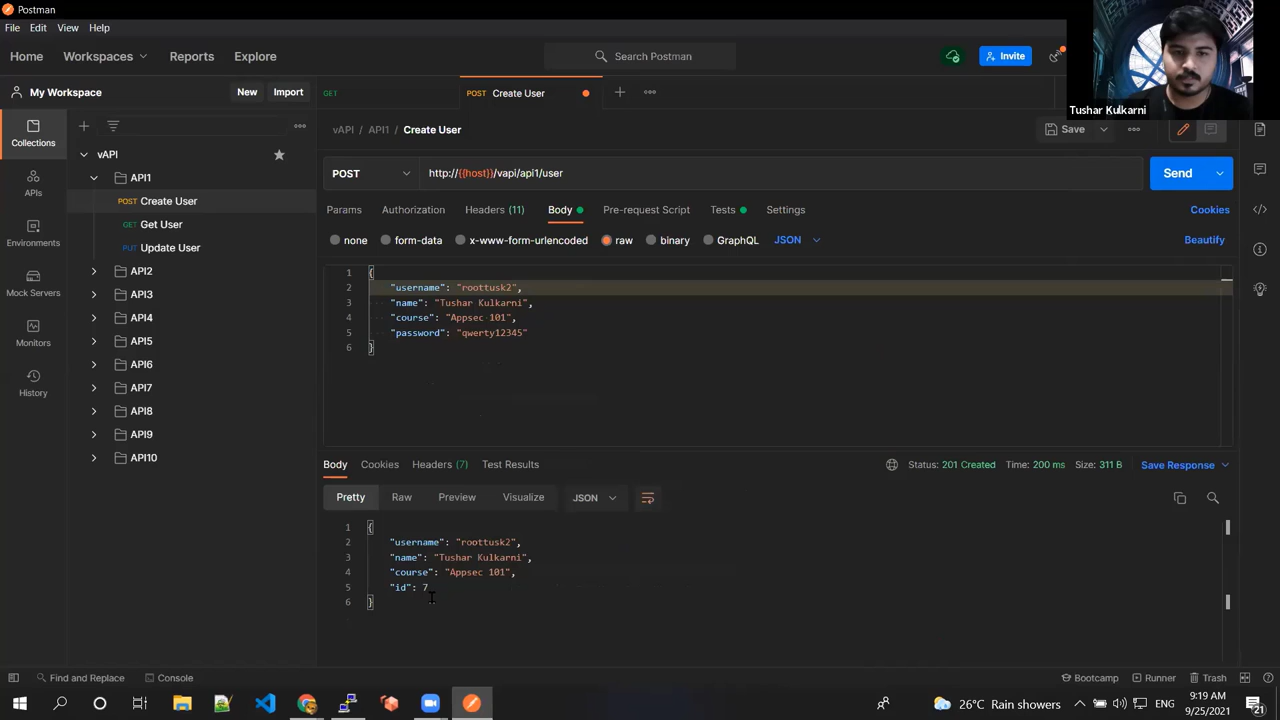 Postman
File Edit View Help
Home Workspaces Reports Explore Search Postman Invite
Tushar Kulkarni
My Workspace New Import GET POST Create User
vAPI / API1 / Create User Save
Collections
APIs
Environments
Mock Servers
Monitors
History
vAPI
API1
POST Create User
GET Get User
PUT Update User
API2
API3
API4
API5
API6
API7
API8
API9
API10
POST http://{{host}}/vapi/api1/user Send
Params Authorization Headers (11) Body Pre-request Script Tests Settings Cookies
none form-data x-www-form-urlencoded raw binary GraphQL JSON Beautify
1 {
2 "username": "roottusk2",
3 "name": "Tushar Kulkarni",
4 "course": "Appsec 101",
5 "password": "qwerty12345"
6 }
Body Cookies Headers (7) Test Results Status: 201 Created Time: 200 ms Size: 311 B Save Response
Pretty Raw Preview Visualize JSON
1 {
2 "username": "roottusk2",
3 "name": "Tushar Kulkarni",
4 "course": "Appsec 101",
5 "id": 7
6 }
Find and Replace Console Bootcamp Runner Trash
26°C Rain showers ENG 9:19 AM
9/25/2021 21